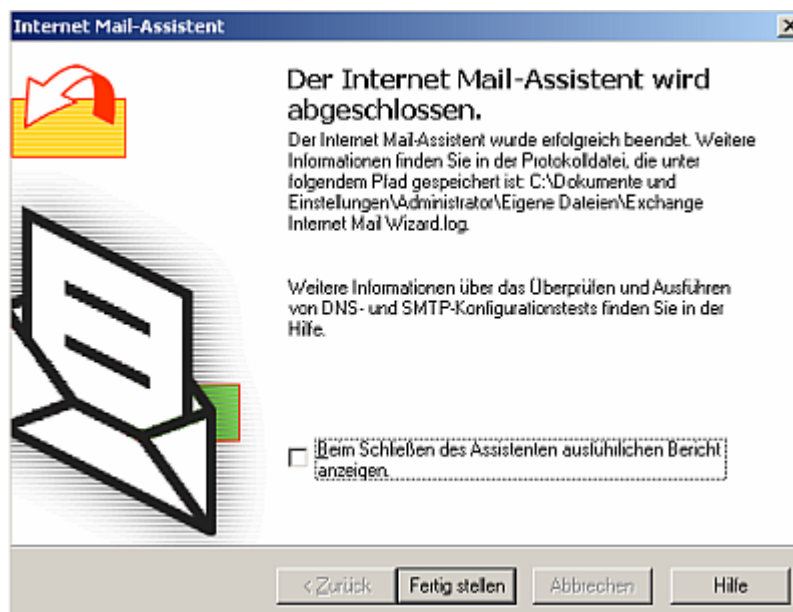 Internet Mail-Assistent
Der Internet Mail-Assistent wird
abgeschlossen.
Der Internet Mail-Assistent wurde erfolgreich beendet. Weitere
Informationen finden Sie in der Protokolldatei, die unter
folgendem Pfad gespeichert ist: C:\Dokumente und
Einstellungen\Administrator\Eigene Dateien\Exchange
Internet Mail Wizard.log.
Weitere Informationen über das Überprüfen und Ausführen
von DNS- und SMTP-Konfigurationstests finden Sie in der
Hilfe.
Beim Schließen des Assistenten ausführlichen Bericht
anzeigen.
< Zurück Fertig stellen Abbrechen Hilfe